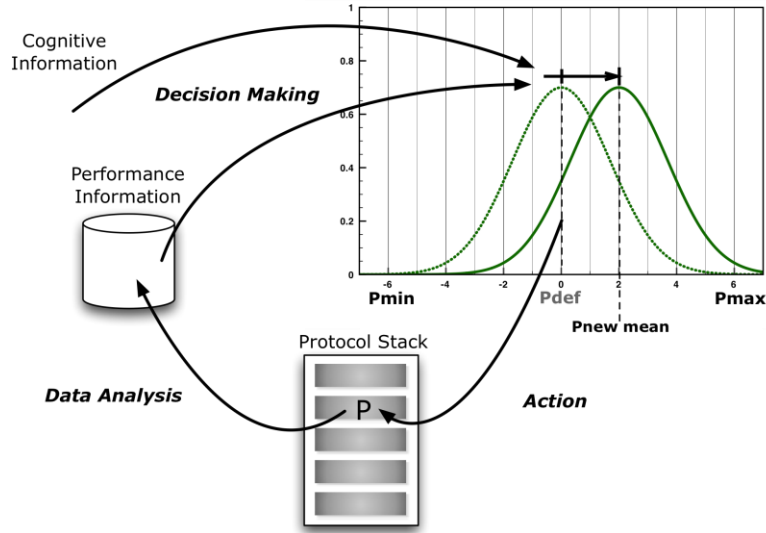 Cognitive
Information
Decision Making
Performance
Information
1
0.8
0.6
0.4
0.2
0
-6
-4
-2
0
2
4
6
Pmin
Pdef
Pmax
Pnew mean
Protocol Stack
P
Data Analysis
Action